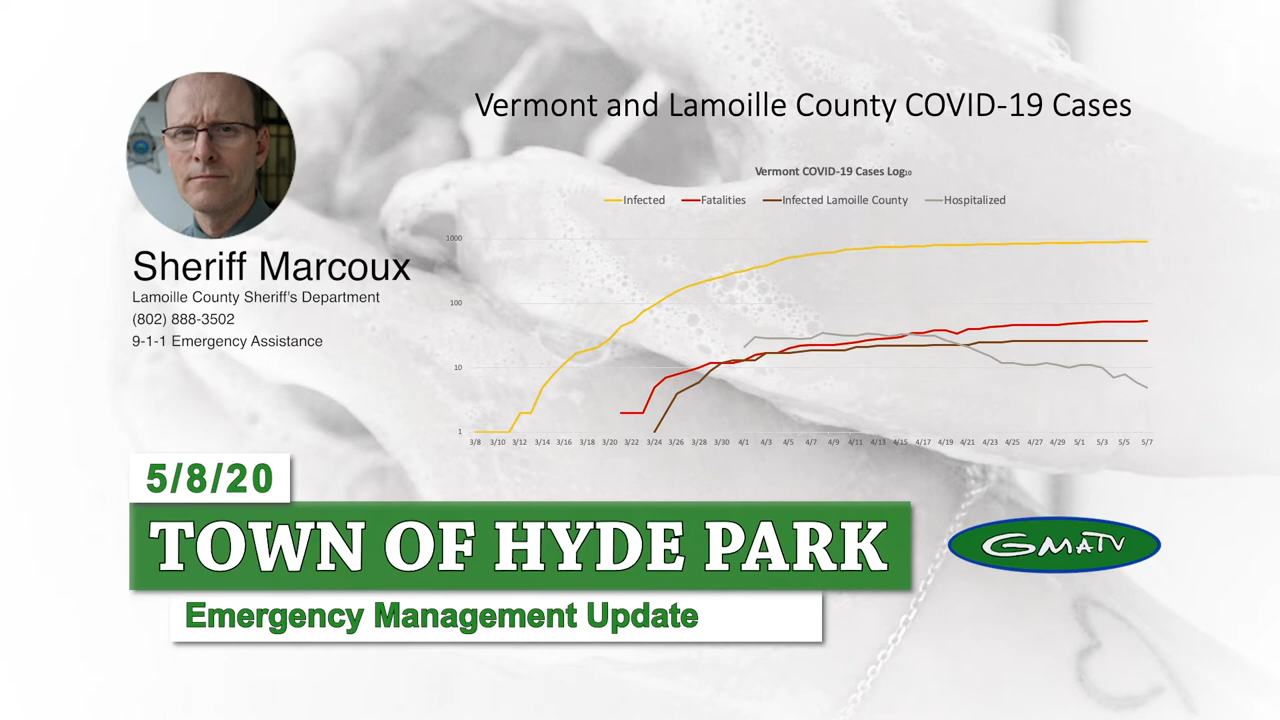 Vermont and Lamoille County COVID-19 Cases
Vermont COVID-19 Cases Log₁₀
Infected Fatalities Infected Lamoille County Hospitalized
1000
100
10
1
3/8 3/10 3/12 3/14 3/16 3/18 3/20 3/22 3/24 3/26 3/28 3/30 4/1 4/3 4/5 4/7 4/9 4/11 4/13 4/15 4/17 4/19 4/21 4/23 4/25 4/27 4/29 5/1 5/3 5/5 5/7
Sheriff Marcoux
Lamoille County Sheriff's Department
(802) 888-3502
9-1-1 Emergency Assistance
5/8/20
TOWN OF HYDE PARK
GMATV
Emergency Management Update